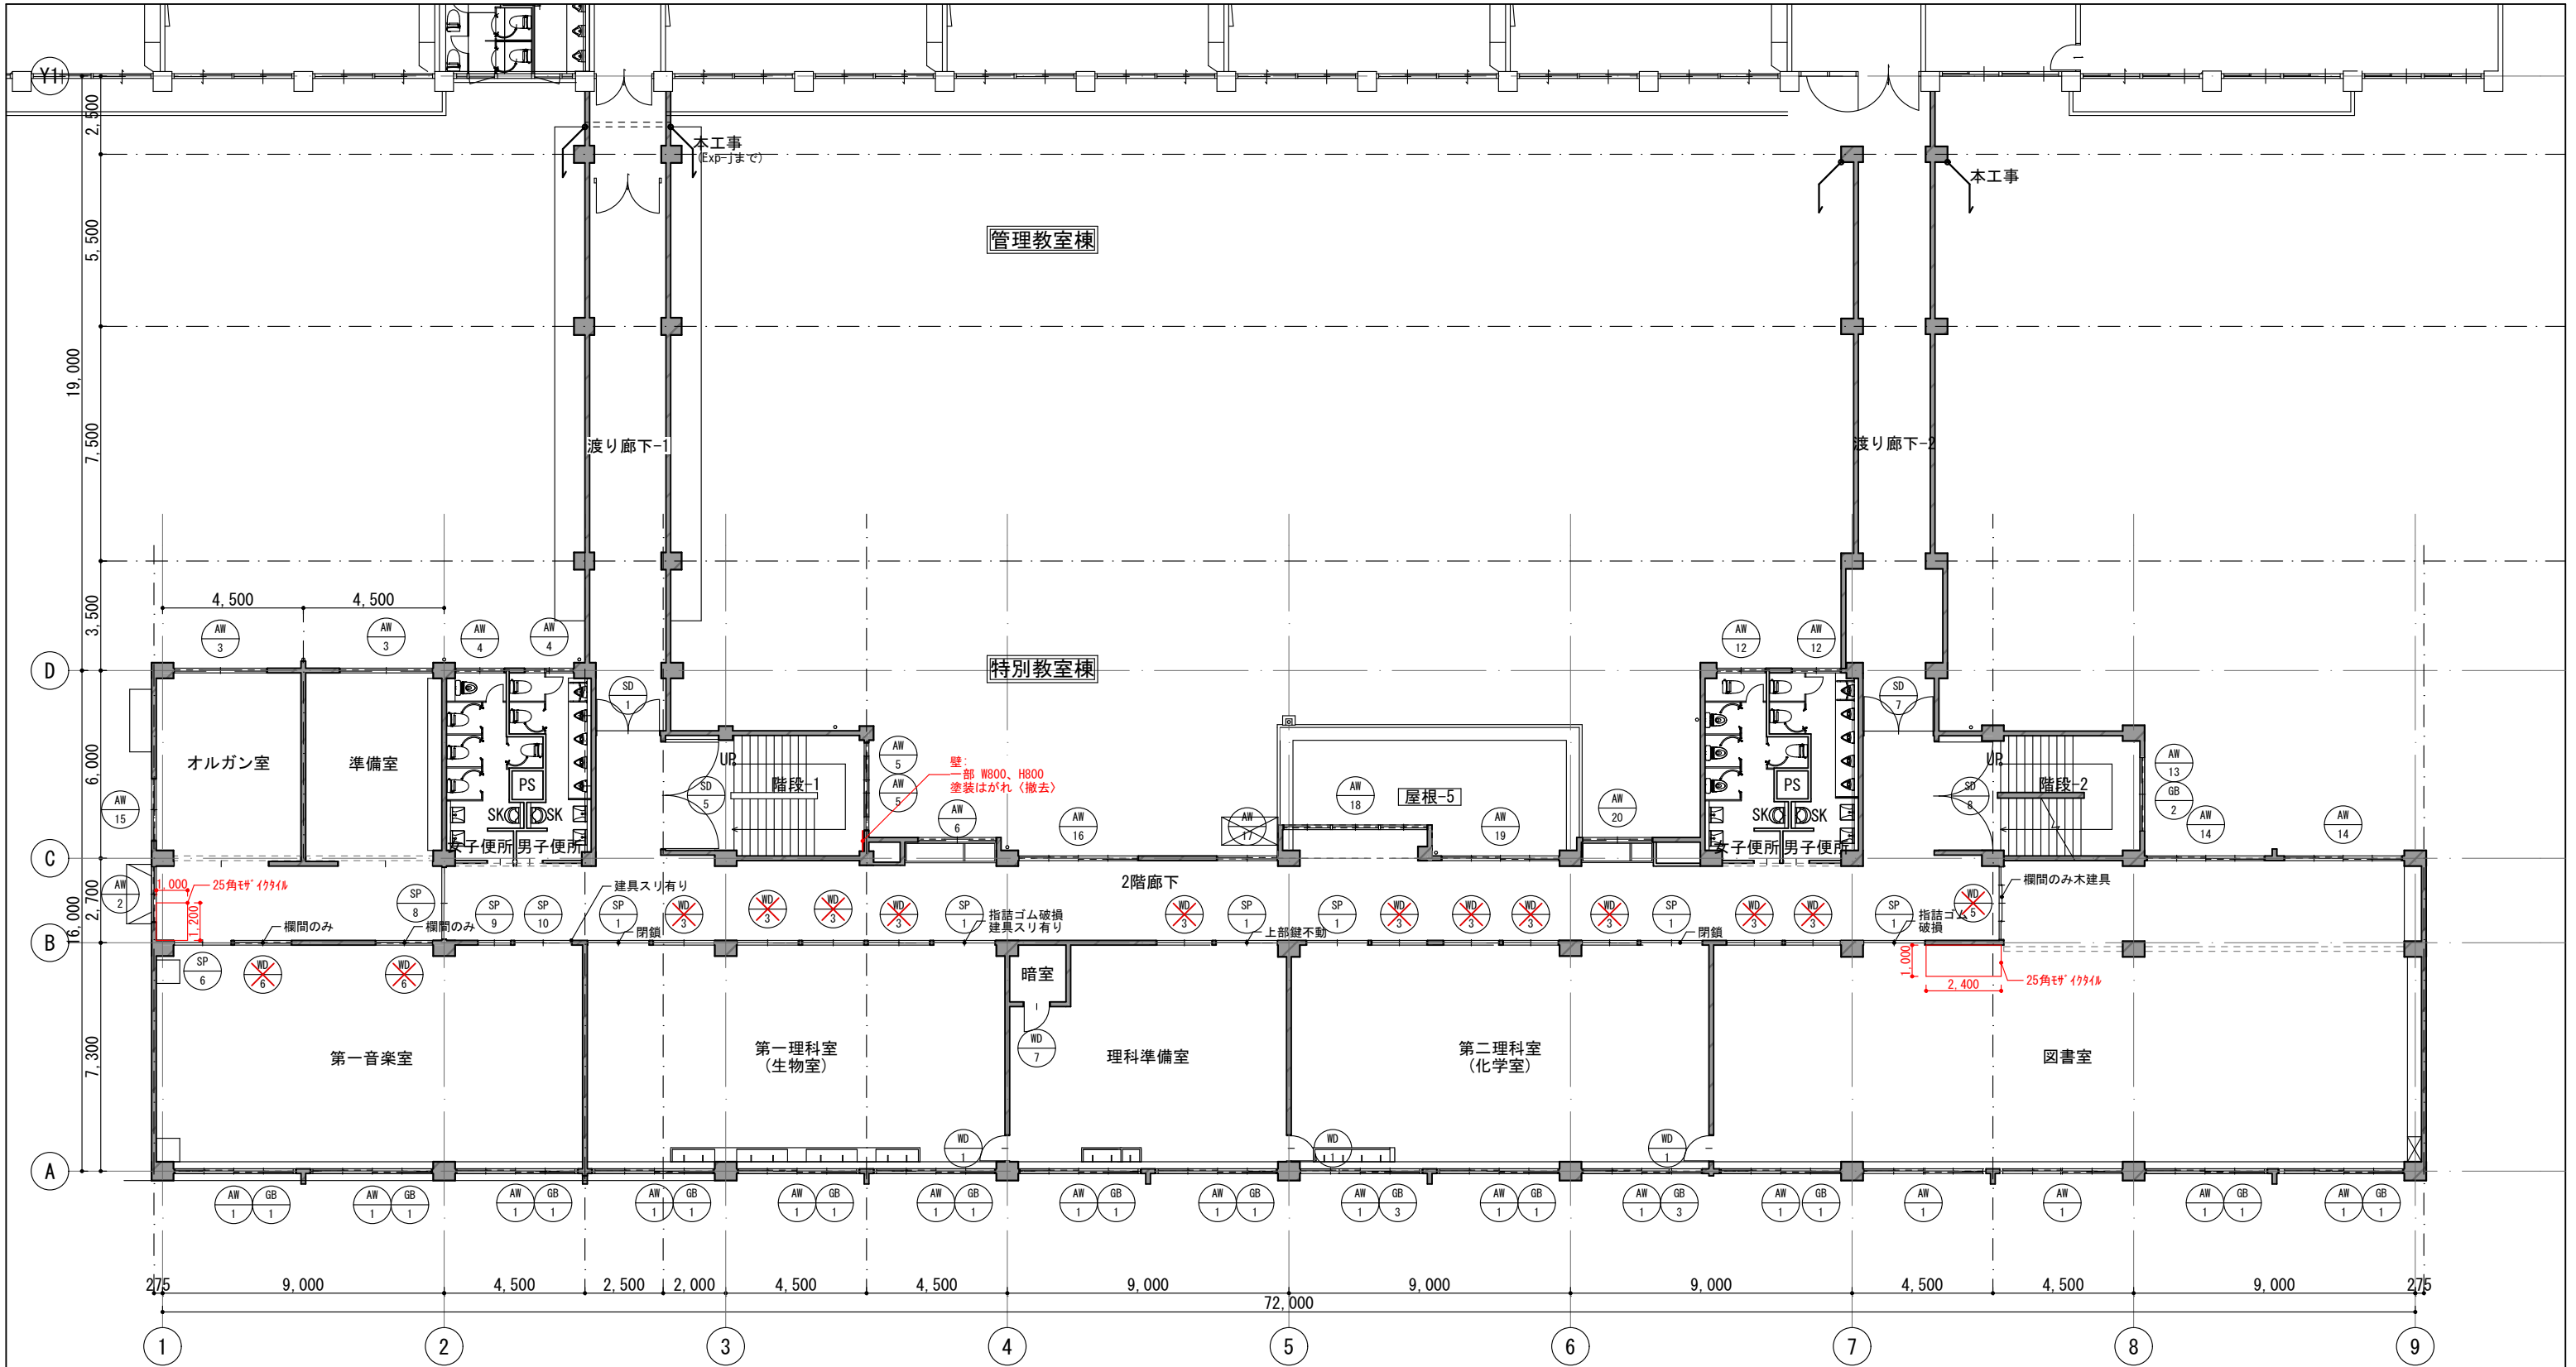 Y1
2,500
本工事
(Exp-jまで)
本工事
5,500
管理教室棟
19,000
7,500
渡り廊下-1
渡り廊下-2
3,500
4,500
4,500
AW 3
AW 3
AW 4
AW 4
AW 12
AW 12
D
特別教室棟
SD 1
SD 7
6,000
オルガン室
準備室
UP
階段-1
SD 5
AW 5
AW 5
壁:
一部 W800、H800
塗装はがれ〈撤去〉
PS
SK
SK
女子便所
男子便所
AW 15
AW 6
AW 16
AW 17
AW 18
屋根-5
AW 19
AW 20
PS
SK
SK
女子便所
男子便所
UP
階段-2
SD 8
AW 13
GB 2
AW 14
AW 14
C
16,000
2,700
AW 2
1,000
25角ﾓｻﾞｲｸﾀｲﾙ
1,200
欄間のみ
欄間のみ
SP 8
SP 9
SP 10
建具スリ有り
SP 1
閉鎖
WD 3
WD 3
WD 3
WD 3
SP 1
指詰ゴム破損
建具スリ有り
2階廊下
WD 3
SP 1
上部鍵不動
SP 1
WD 3
WD 3
WD 3
WD 3
SP 1
閉鎖
WD 3
WD 3
SP 1
指詰ゴム
破損
WD 5
欄間のみ木建具
B
SP 6
WD 6
WD 6
暗室
WD 7
1,000
2,400
25角ﾓｻﾞｲｸﾀｲﾙ
7,300
第一音楽室
第一理科室
(生物室)
理科準備室
第二理科室
(化学室)
図書室
WD 1
WD 1
WD 1
A
AW 1
GB 1
AW 1
GB 1
AW 1
GB 1
AW 1
GB 1
AW 1
GB 1
AW 1
GB 1
AW 1
GB 1
AW 1
GB 1
AW 1
GB 3
AW 1
GB 1
AW 1
GB 3
AW 1
GB 1
AW 1
AW 1
AW 1
GB 1
AW 1
GB 1
275
9,000
4,500
2,500
2,000
4,500
4,500
9,000
9,000
9,000
4,500
4,500
9,000
275
72,000
1
2
3
4
5
6
7
8
9